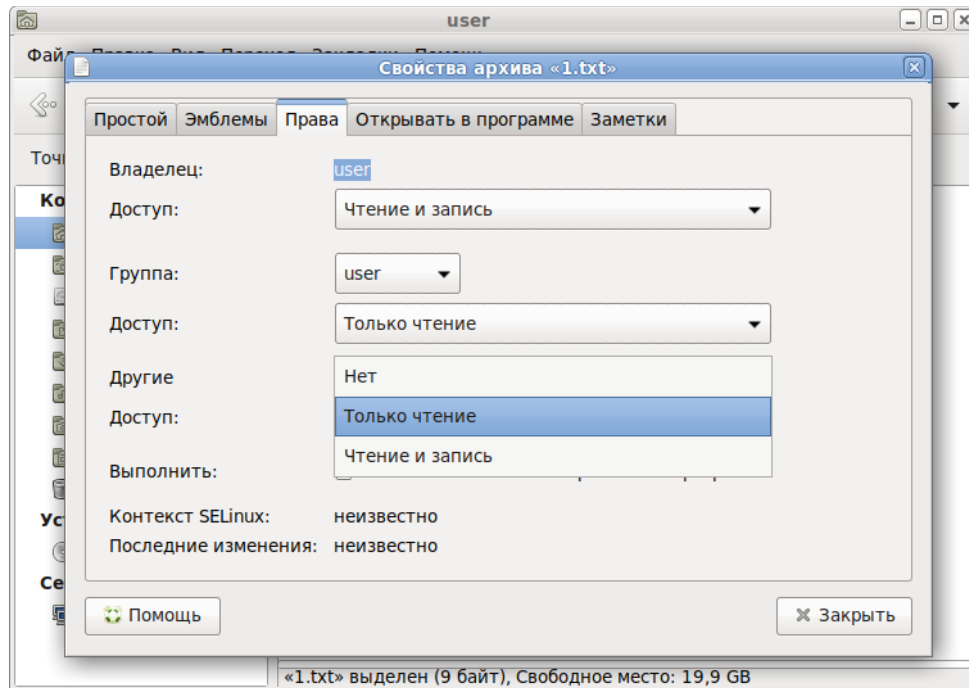 user
Файл
Свойства архива «1.txt»
Простой Эмблемы Права Открывать в программе Заметки
Владелец: user
Доступ: Чтение и запись
Группа: user
Доступ: Только чтение
Другие
Нет
Доступ: Только чтение
Чтение и запись
Выполнить:
Контекст SELinux: неизвестно
Последние изменения: неизвестно
Помощь Закрыть
«1.txt» выделен (9 байт), Свободное место: 19,9 GB